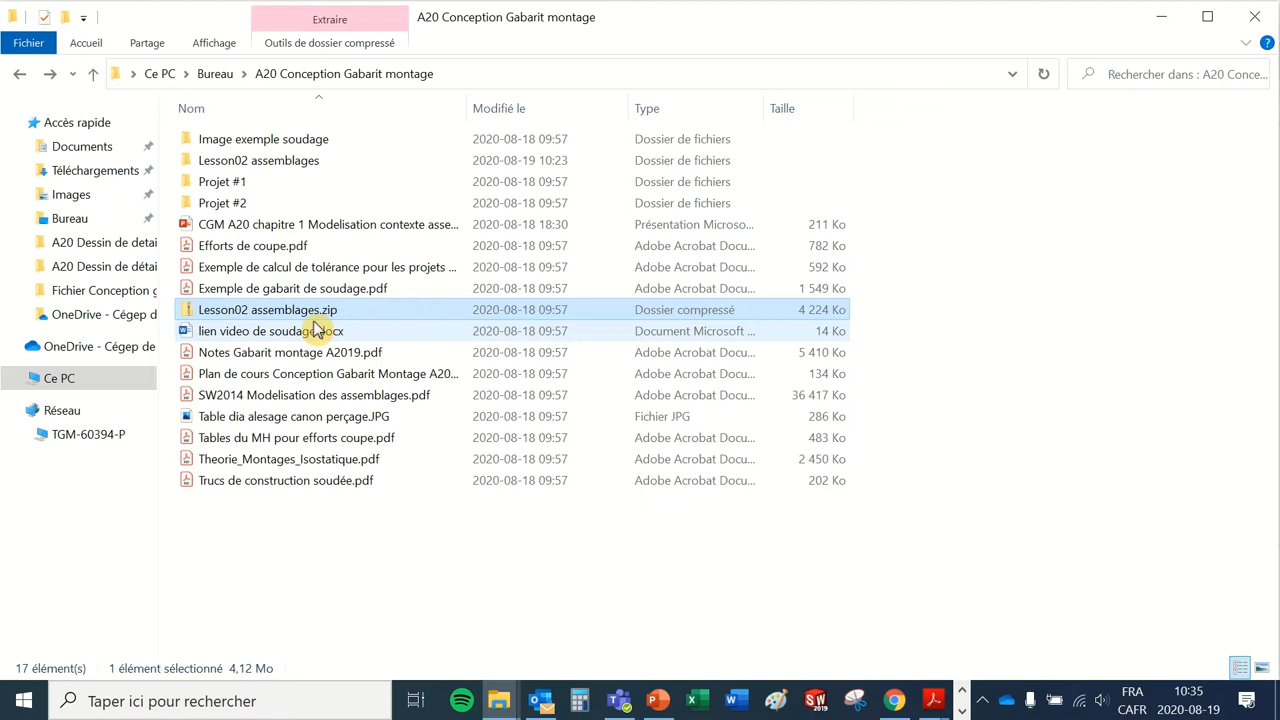 Extraire
A20 Conception Gabarit montage
Fichier
Accueil
Partage
Affichage
Outils de dossier compressé
?
Ce PC
Bureau
A20 Conception Gabarit montage
Rechercher dans : A20 Conce...
Nom
Modifié le
Type
Taille
Accès rapide
Documents
Téléchargements
Images
Bureau
A20 Dessin de detai
A20 Dessin de détai
Fichier Conception g
OneDrive - Cégep d
OneDrive - Cégep de
Ce PC
Réseau
TGM-60394-P
Image exemple soudage 2020-08-18 09:57 Dossier de fichiers
Lesson02 assemblages 2020-08-19 10:23 Dossier de fichiers
Projet #1 2020-08-18 09:57 Dossier de fichiers
Projet #2 2020-08-18 09:57 Dossier de fichiers
CGM A20 chapitre 1 Modelisation contexte asse... 2020-08-18 18:30 Présentation Microso... 211 Ko
Efforts de coupe.pdf 2020-08-18 09:57 Adobe Acrobat Docu... 782 Ko
Exemple de calcul de tolérance pour les projets ... 2020-08-18 09:57 Adobe Acrobat Docu... 592 Ko
Exemple de gabarit de soudage.pdf 2020-08-18 09:57 Adobe Acrobat Docu... 1 549 Ko
Lesson02 assemblages.zip 2020-08-18 09:57 Dossier compressé 4 224 Ko
lien video de soudage.docx 2020-08-18 09:57 Document Microsoft ... 14 Ko
Notes Gabarit montage A2019.pdf 2020-08-18 09:57 Adobe Acrobat Docu... 5 410 Ko
Plan de cours Conception Gabarit Montage A20... 2020-08-18 09:57 Adobe Acrobat Docu... 134 Ko
SW2014 Modelisation des assemblages.pdf 2020-08-18 09:57 Adobe Acrobat Docu... 36 417 Ko
Table dia alesage canon perçage.JPG 2020-08-18 09:57 Fichier JPG 286 Ko
Tables du MH pour efforts coupe.pdf 2020-08-18 09:57 Adobe Acrobat Docu... 483 Ko
Theorie_Montages_Isostatique.pdf 2020-08-18 09:57 Adobe Acrobat Docu... 2 450 Ko
Trucs de construction soudée.pdf 2020-08-18 09:57 Adobe Acrobat Docu... 202 Ko
17 élément(s) 1 élément sélectionné 4,12 Mo
Taper ici pour rechercher
SW
2019
FRA
CAFR
10:35
2020-08-19